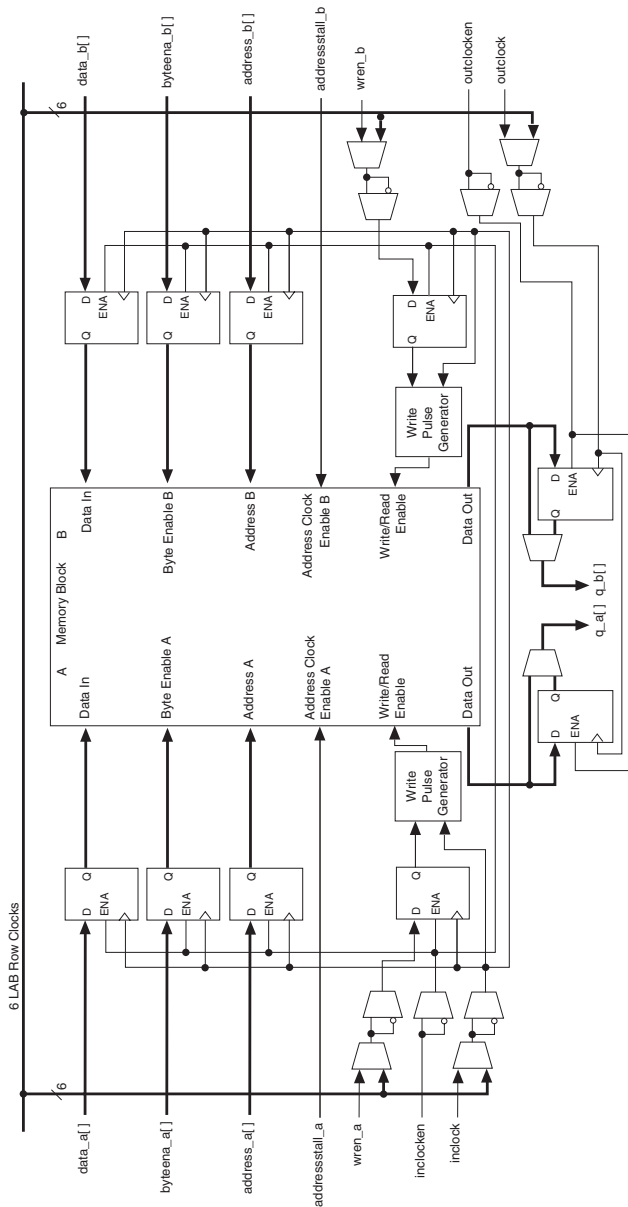 6 LAB Row Clocks
6
data_a[ ]
D
Q
ENA
byteena_a[ ]
D
Q
ENA
address_a[ ]
D
Q
ENA
addressstall_a
wren_a
inclocken
inclock
D
Q
ENA
Write
Pulse
Generator
A
Memory Block
B
Data In
Data In
Byte Enable A
Byte Enable B
Address A
Address B
Address Clock
Enable A
Address Clock
Enable B
Write/Read
Enable
Write/Read
Enable
Data Out
Data Out
6
data_b[ ]
Q
D
ENA
byteena_b[ ]
Q
D
ENA
address_b[ ]
Q
D
ENA
addressstall_b
wren_b
outclocken
outclock
Q
D
ENA
Write
Pulse
Generator
D
Q
ENA
Q
D
ENA
q_a[ ]
q_b[ ]